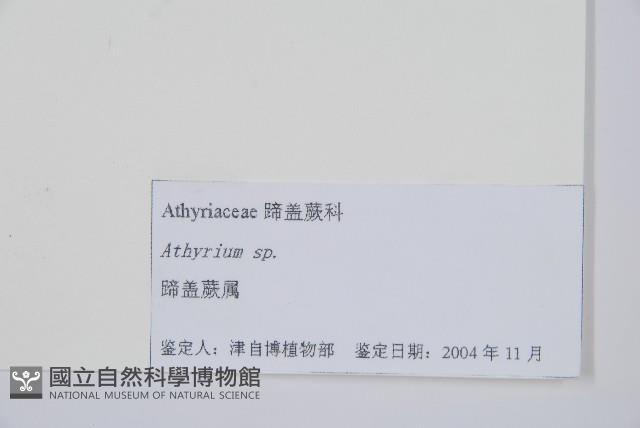 Athyriaceae 蹄盖蕨科
Athyrium sp.
蹄盖蕨属
鉴定人：津自博植物部 鉴定日期：2004 年 11 月
國立自然科學博物館
NATIONAL MUSEUM OF NATURAL SCIENCE